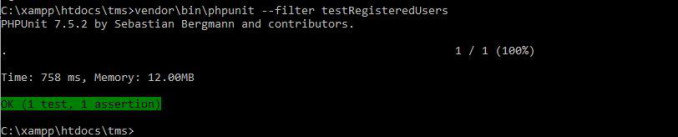 C:\xampp\htdocs\tms>vendor\bin\phpunit --filter testRegisteredUsers
PHPUnit 7.5.2 by Sebastian Bergmann and contributors.
. 1 / 1 (100%)
Time: 758 ms, Memory: 12.00MB
OK (1 test, 1 assertion)
C:\xampp\htdocs\tms>